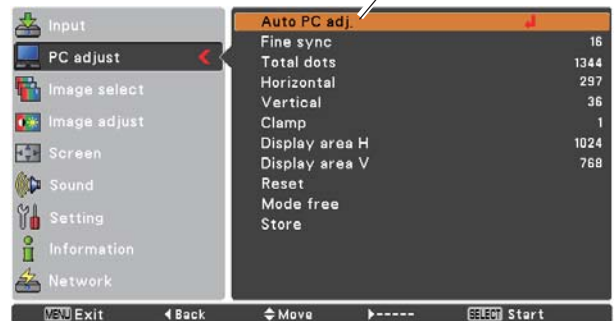 Input
PC adjust
Image select
Image adjust
Screen
Sound
Setting
Information
Network
Auto PC adj.
Fine sync 16
Total dots 1344
Horizontal 297
Vertical 36
Clamp 1
Display area H 1024
Display area V 768
Reset
Mode free
Store
MENU Exit Back Move ----- SELECT Start